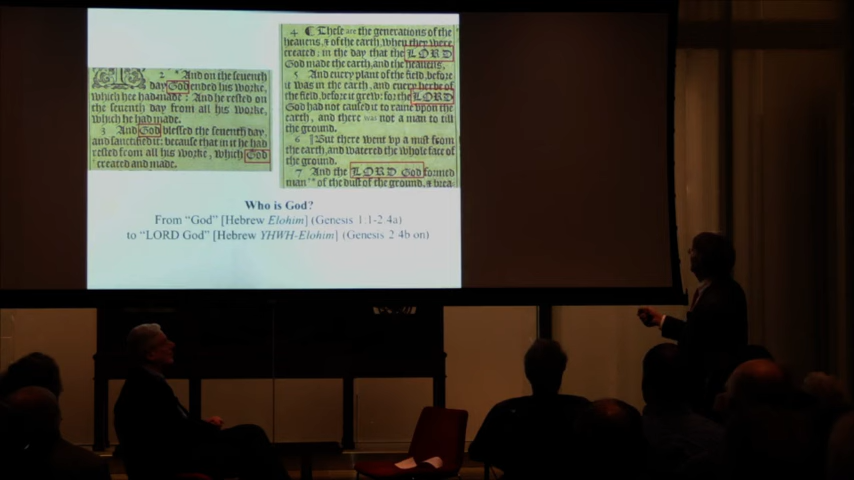 2 * And on the seuenth
day God ended his worke,
which hee had made : And he rested on
the seuenth day from all his worke,
which he had made.
3 And God blessed the seuenth day,
and sanctified it: because that in it he had
rested from all his worke, which God
created and made.
4 ¶ These are the generations of the
heauens, & of the earth, when they were
created; in the day that the LORD
God made the earth, and the heauens,
5 And euery plant of the field, before
it was in the earth, and euery herbe of
the field, before it grew: for the LORD
God had not caused it to raine vpon the
earth, and there was not a man to till
the ground.
6 ¶ But there went vp a mist from
the earth, and watered the whole face of
the ground.
7 And the LORD God formed
man of the dust of the ground, & brea
Who is God?
From “God” [Hebrew Elohim] (Genesis 1:1-2:4a)
to “LORD God” [Hebrew YHWH-Elohim] (Genesis 2:4b on)